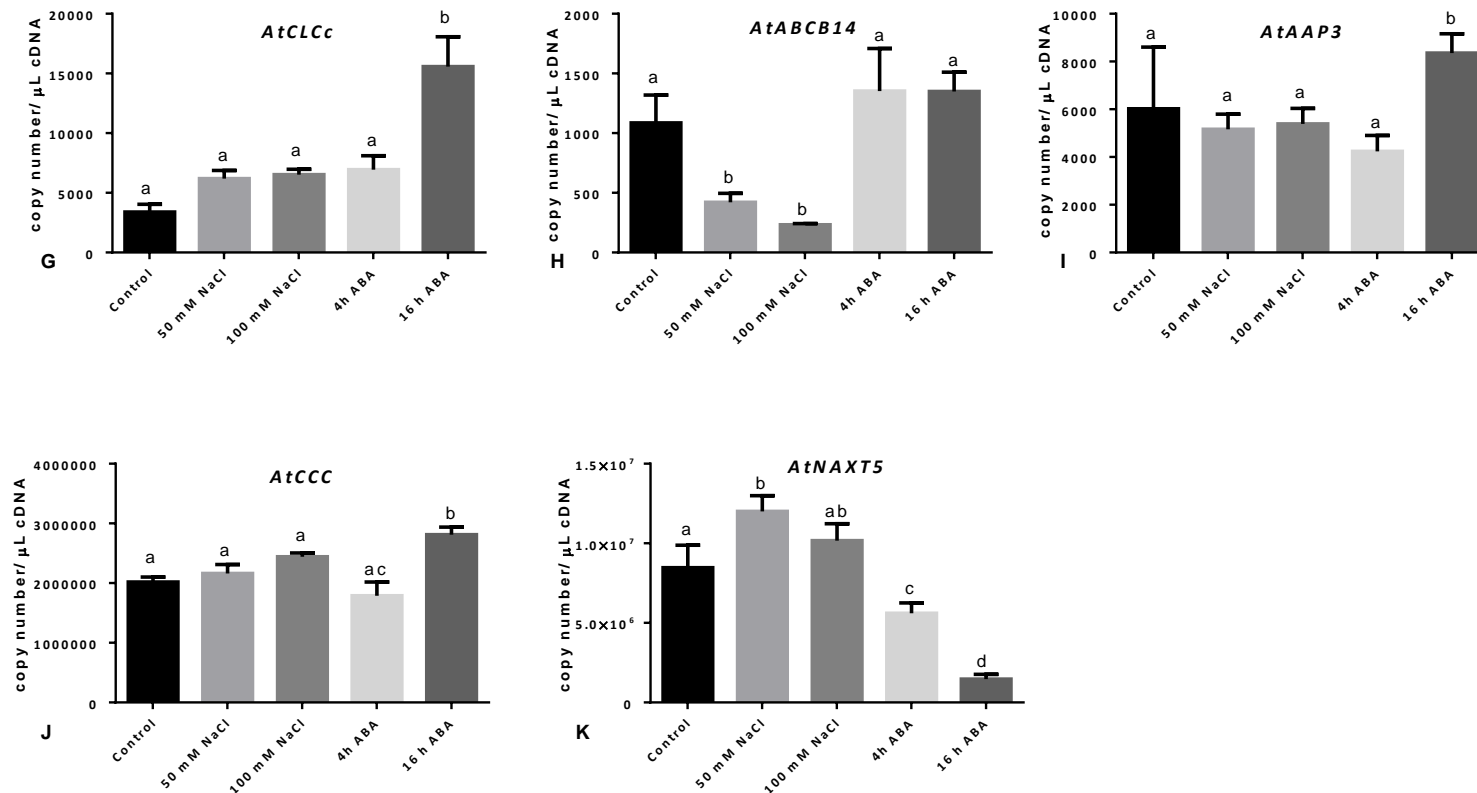 AtCLCc
copy number/ μL cDNA
20000
15000
10000
5000
0
a
a
a
a
b
Control
50 mM NaCl
100 mM NaCl
4h ABA
16 h ABA
G
AtABCB14
copy number/ μL cDNA
2000
1500
1000
500
0
a
b
b
a
a
Control
50 mM NaCl
100 mM NaCl
4h ABA
16 h ABA
H
AtAAP3
copy number/ μL cDNA
10000
8000
6000
4000
2000
0
a
a
a
a
b
Control
50 mM NaCl
100 mM NaCl
4h ABA
16 h ABA
I
AtCCC
copy number/ μL cDNA
4000000
3000000
2000000
1000000
0
a
a
a
ac
b
Control
50 mM NaCl
100 mM NaCl
4h ABA
16 h ABA
J
AtNAXT5
copy number/ μL cDNA
1.5×10⁷
1.0×10⁷
5.0×10⁶
0
a
b
ab
c
d
Control
50 mM NaCl
100 mM NaCl
4h ABA
16 h ABA
K